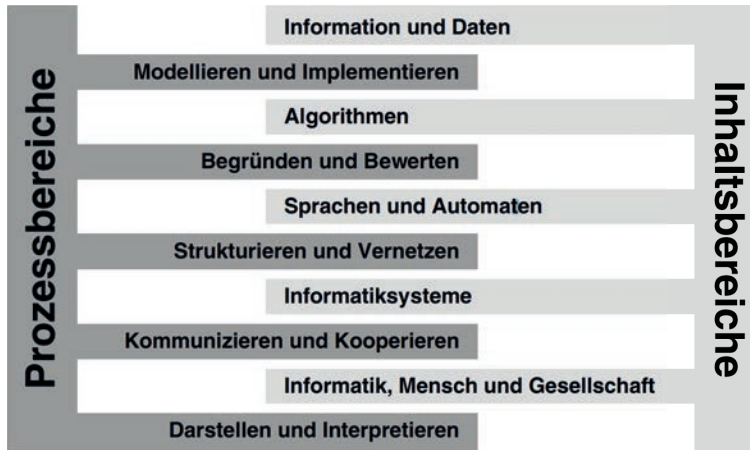 Prozessbereiche
Information und Daten
Modellieren und Implementieren
Algorithmen
Begründen und Bewerten
Sprachen und Automaten
Strukturieren und Vernetzen
Informatiksysteme
Kommunizieren und Kooperieren
Informatik, Mensch und Gesellschaft
Darstellen und Interpretieren
Inhaltsbereiche